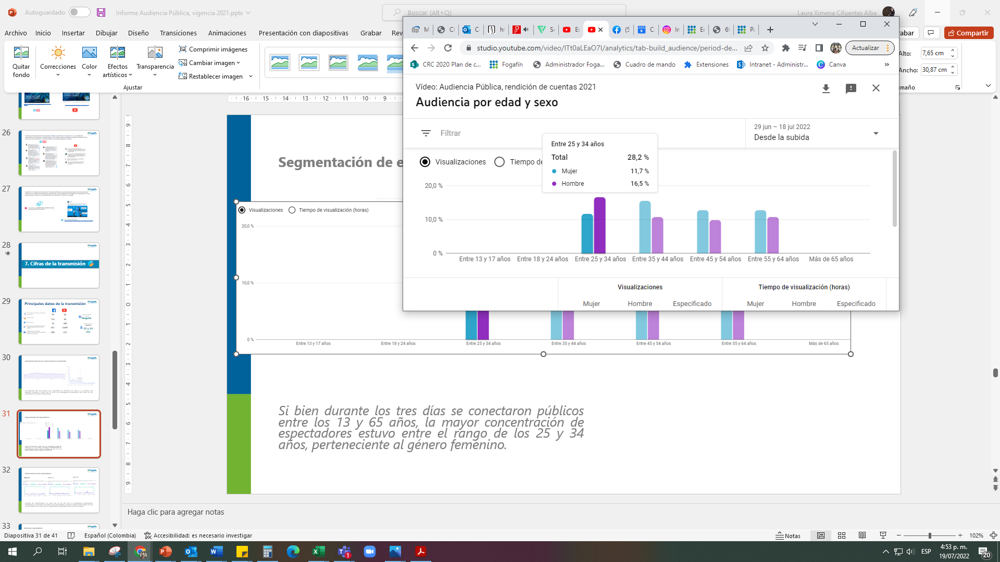 Autoguardado
Informe Audiencia Pública, vigencia 2021.pptx
Buscar (Alt+Q)
Laura Ximena Cifuentes Alba
Archivo Inicio Insertar Dibujar Diseño Transiciones Animaciones Presentación con diapositivas Grabar Rev
rabar
Compartir
Quitar fondo
Correcciones
Color
Efectos artísticos
Transparencia
Comprimir imágenes
Cambiar imagen
Restablecer imagen
Ajustar
Alto: 7,65 cm
Ancho: 30,87 cm
amaño
studio.youtube.com/video/ITt0aLEaO7I/analytics/tab-build_audience/period-de...
Actualizar
CRC 2020 Plan de c...
Fogafín
Administrador Foga...
Cuadro de mando
Extensiones
Intranet - Administr...
Canva
Vídeo: Audiencia Pública, rendición de cuentas 2021
Audiencia por edad y sexo
Filtrar
29 jun – 18 jul 2022
Desde la subida
Visualizaciones
Tiempo de
Entre 25 y 34 años
Total 28,2 %
Mujer 11,7 %
Hombre 16,5 %
20,0 %
10,0 %
0 %
Entre 13 y 17 años Entre 18 y 24 años Entre 25 y 34 años Entre 35 y 44 años Entre 45 y 54 años Entre 55 y 64 años Más de 65 años
Visualizaciones
Tiempo de visualización (horas)
Mujer Hombre Especificado Mujer Hombre Especificado
26
27
28
7. Cifras de la transmisión
29
Principales datos de la transmisión
Bogotá
25 y 34 años
30
31
32
33
Segmentación de e
Visualizaciones
Tiempo de visualización (horas)
20,0 %
10,0 %
0 %
Entre 13 y 17 años Entre 18 y 24 años Entre 25 y 34 años Entre 35 y 44 años Entre 45 y 54 años Entre 55 y 64 años Más de 65 años
Si bien durante los tres días se conectaron públicos
entre los 13 y 65 años, la mayor concentración de
espectadores estuvo entre el rango de los 25 y 34
años, perteneciente al género femenino.
Haga clic para agregar notas
Diapositiva 31 de 41
Español (Colombia)
Accesibilidad: es necesario investigar
Notas
102%
ESP
4:53 p. m.
19/07/2022
20